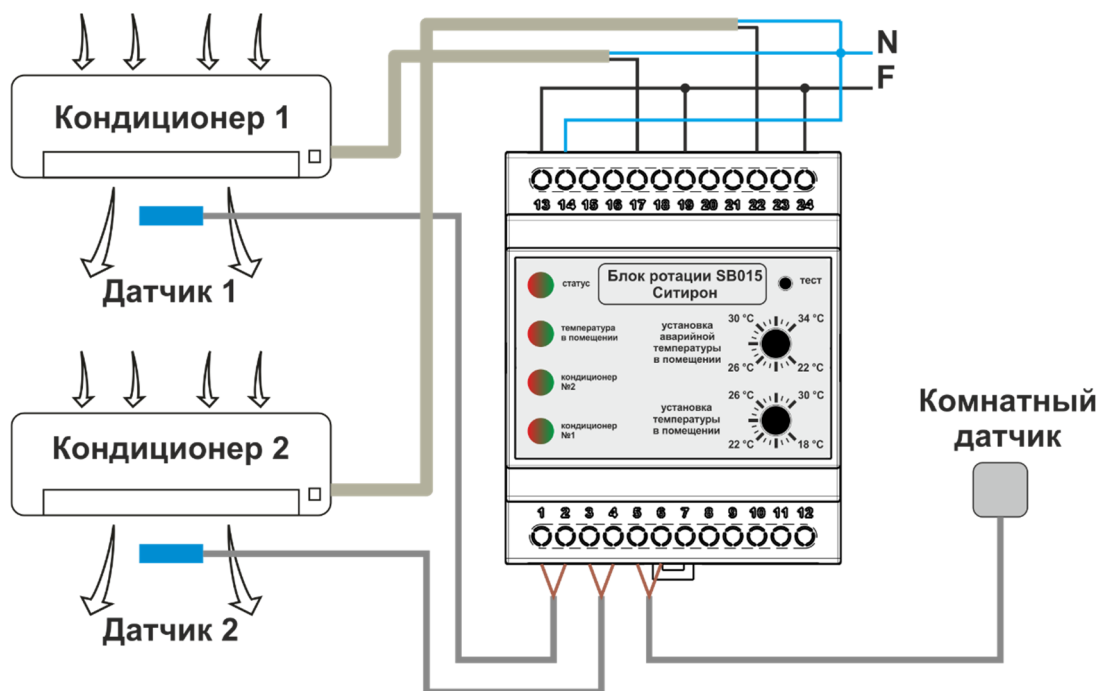 N
F
Кондиционер 1
Датчик 1
Кондиционер 2
Датчик 2
13 14 15 16 17 18 19 20 21 22 23 24
статус
Блок ротации SB015
Ситирон
тест
температура
в помещении
установка
аварийной
температуры
в помещении
30 °C
34 °C
26 °C
22 °C
кондиционер
№2
кондиционер
№1
установка
температуры
в помещении
26 °C
30 °C
22 °C
18 °C
1 2 3 4 5 6 7 8 9 10 11 12
Комнатный
датчик